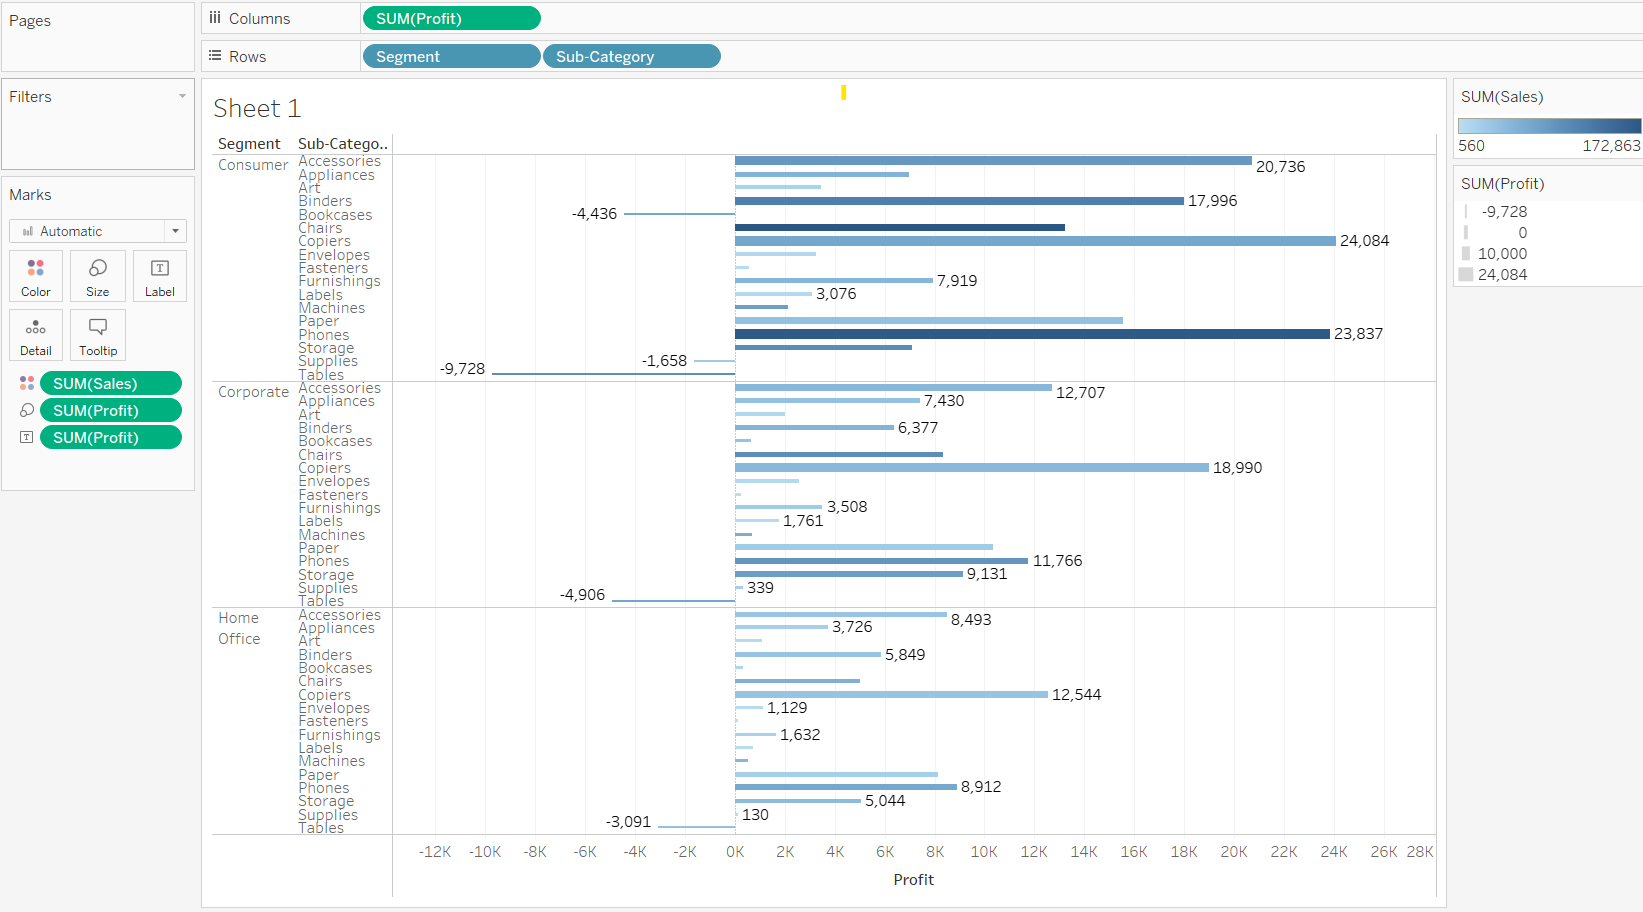 Pages
Columns
SUM(Profit)
Rows
Segment
Sub-Category
Filters
Marks
Automatic
Color
Size
Label
Detail
Tooltip
SUM(Sales)
SUM(Profit)
SUM(Profit)
Sheet 1
Segment Sub-Catego..
Consumer
Accessories 20,736
Appliances
Art
Binders 17,996
Bookcases -4,436
Chairs
Copiers 24,084
Envelopes
Fasteners
Furnishings 7,919
Labels 3,076
Machines
Paper
Phones 23,837
Storage
Supplies -1,658
Tables -9,728
Corporate
Accessories 12,707
Appliances 7,430
Art
Binders 6,377
Bookcases
Chairs
Copiers 18,990
Envelopes
Fasteners
Furnishings 3,508
Labels 1,761
Machines
Paper
Phones 11,766
Storage 9,131
Supplies 339
Tables -4,906
Home
Office
Accessories 8,493
Appliances 3,726
Art
Binders 5,849
Bookcases
Chairs
Copiers 12,544
Envelopes 1,129
Fasteners
Furnishings 1,632
Labels
Machines
Paper
Phones 8,912
Storage 5,044
Supplies 130
Tables -3,091
-12K -10K -8K -6K -4K -2K 0K 2K 4K 6K 8K 10K 12K 14K 16K 18K 20K 22K 24K 26K 28K
Profit
SUM(Sales)
560 172,863
SUM(Profit)
-9,728
0
10,000
24,084